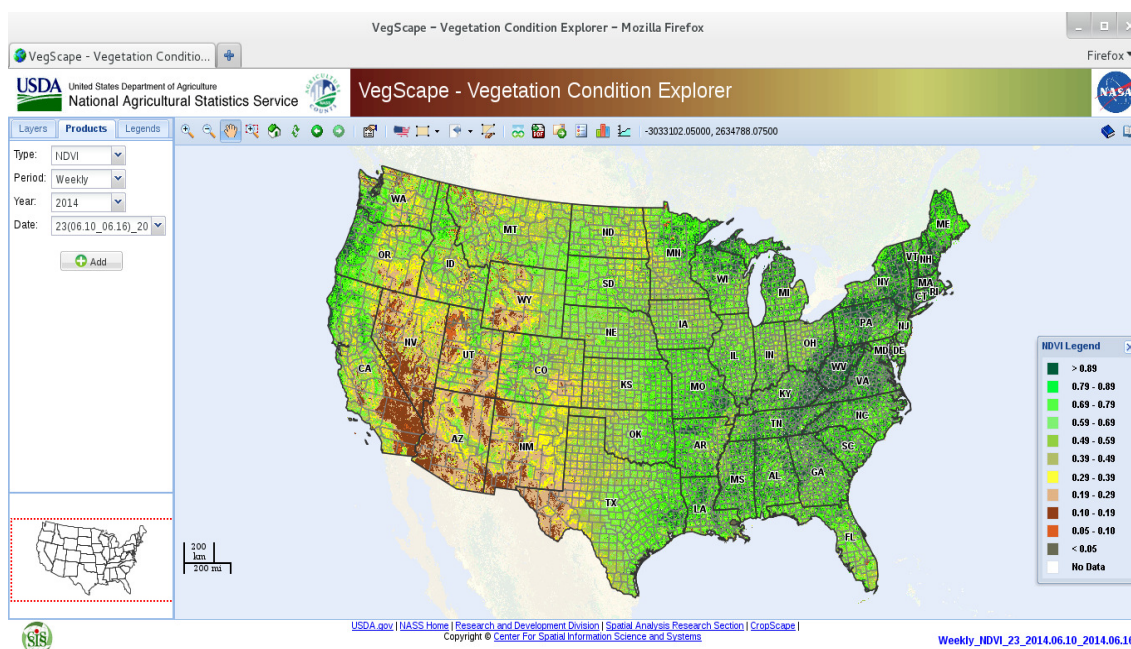 VegScape - Vegetation Condition Explorer - Mozilla Firefox
VegScape - Vegetation Conditio...
Firefox
USDA United States Department of Agriculture
National Agricultural Statistics Service
VegScape - Vegetation Condition Explorer
NASA
Layers Products Legends
-3033102.05000, 2634788.07500
Type: NDVI
Period: Weekly
Year: 2014
Date: 23(06.10_06.16)_20
Add
WA
MT
ND
MN
ME
OR
ID
SD
WI
MI
VT NH
NY
MA
CT RI
WY
NE
IA
PA
NJ
NV
UT
CO
IL
IN
OH
MD DE
WV
VA
CA
KS
MO
KY
NC
TN
AZ
NM
OK
AR
SC
MS
AL
GA
TX
LA
FL
NDVI Legend
> 0.89
0.79 - 0.89
0.69 - 0.79
0.59 - 0.69
0.49 - 0.59
0.39 - 0.49
0.29 - 0.39
0.19 - 0.29
0.10 - 0.19
0.05 - 0.10
< 0.05
No Data
200
km
200 mi
USDA.gov | NASS Home | Research and Development Division | Spatial Analysis Research Section | CropScape |
Copyright © Center For Spatial Information Science and Systems
Weekly_NDVI_23_2014.06.10_2014.06.16